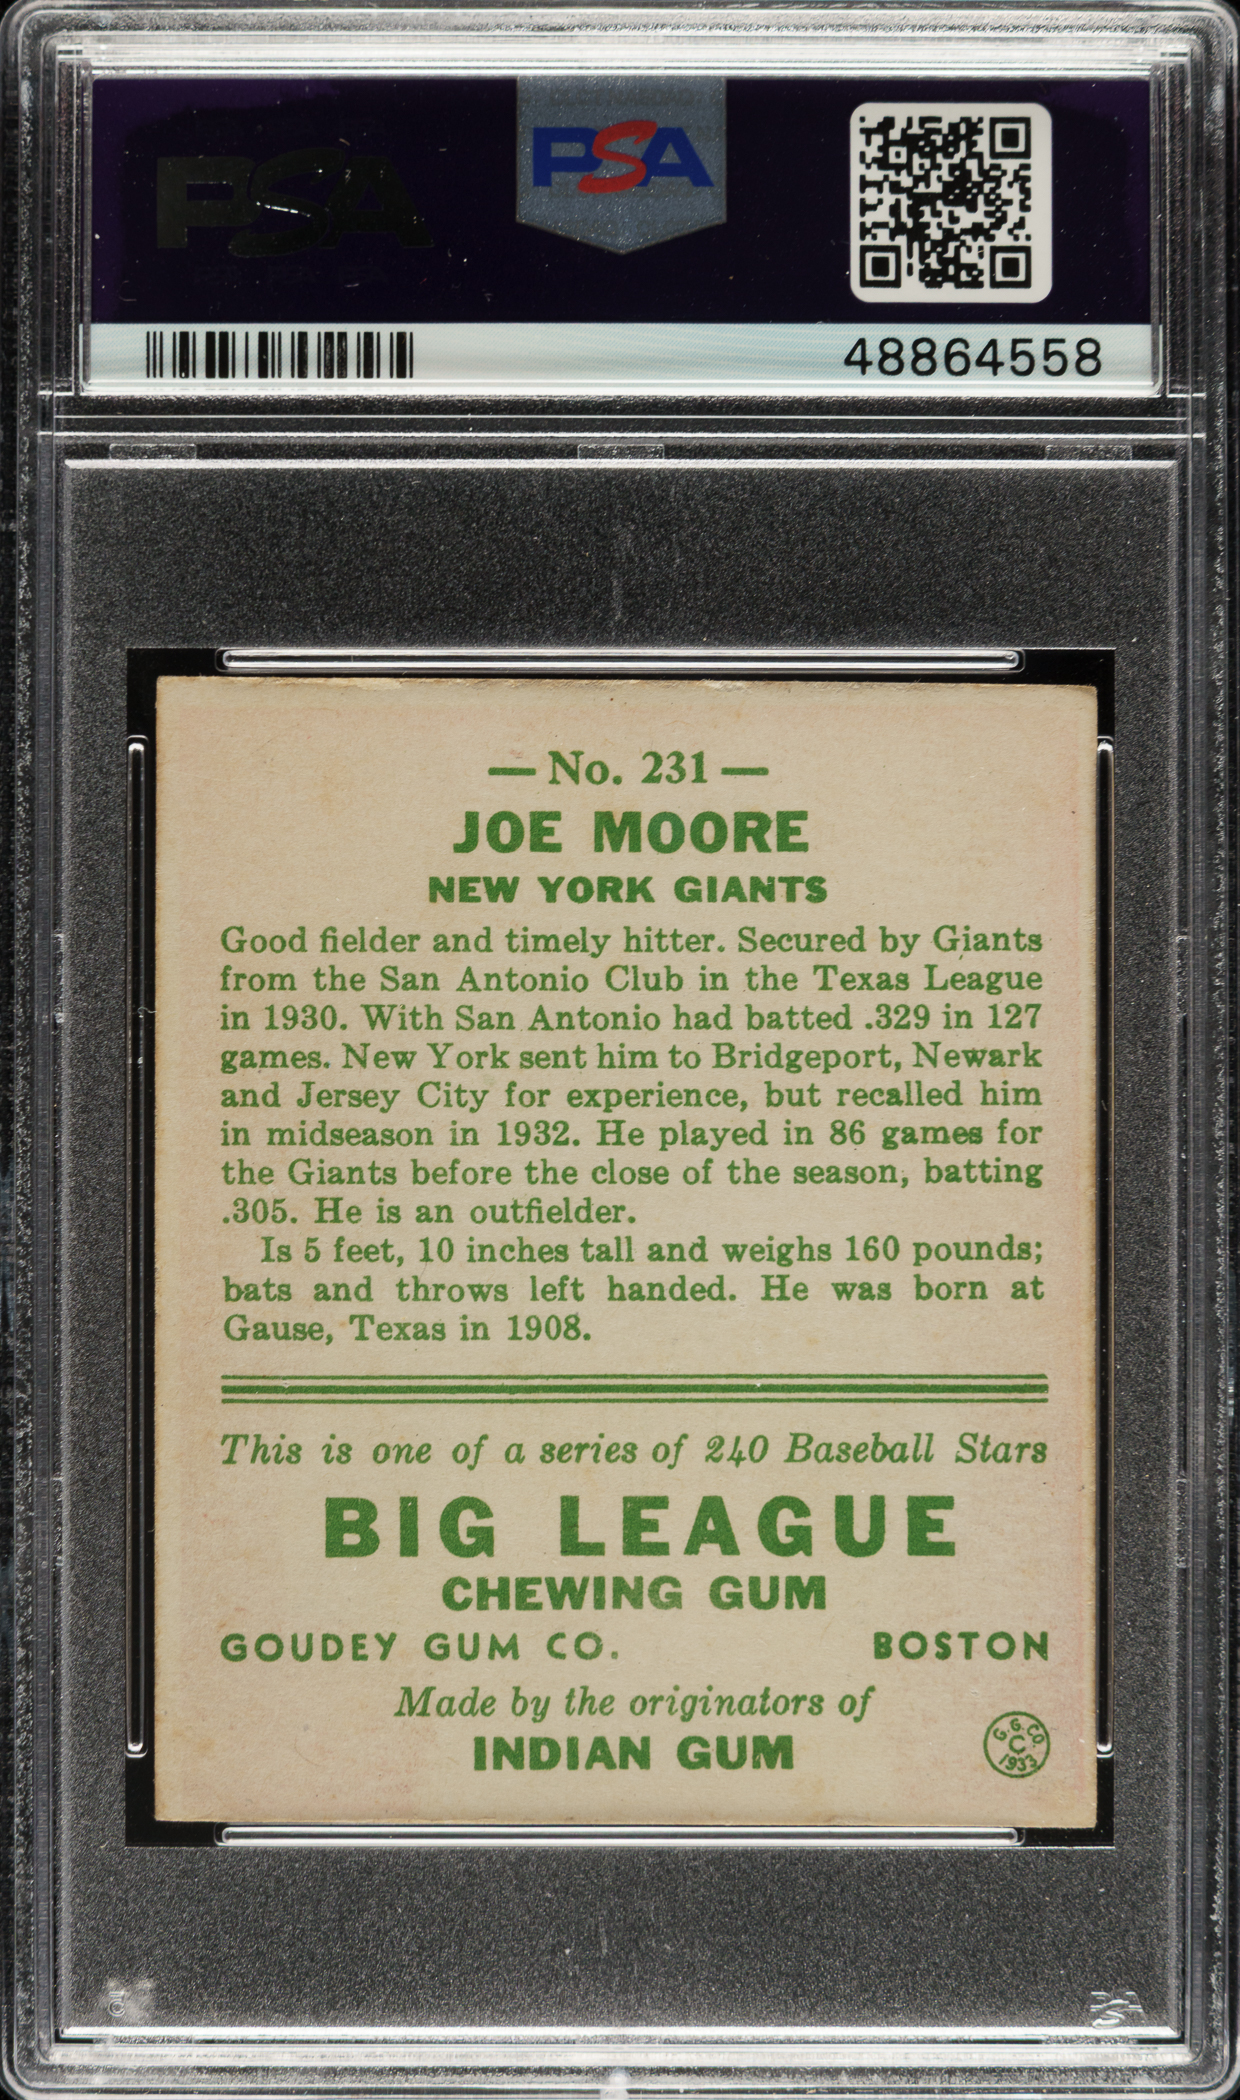 PSA
PSA
48864558
— No. 231 —
JOE MOORE
NEW YORK GIANTS
Good fielder and timely hitter. Secured by Giants
from the San Antonio Club in the Texas League
in 1930. With San Antonio had batted .329 in 127
games. New York sent him to Bridgeport, Newark
and Jersey City for experience, but recalled him
in midseason in 1932. He played in 86 games for
the Giants before the close of the season, batting
.305. He is an outfielder.
Is 5 feet, 10 inches tall and weighs 160 pounds;
bats and throws left handed. He was born at
Gause, Texas in 1908.
This is one of a series of 240 Baseball Stars
BIG LEAGUE
CHEWING GUM
GOUDEY GUM CO. BOSTON
Made by the originators of
INDIAN GUM
G.G.CO.
C
1933
PSA